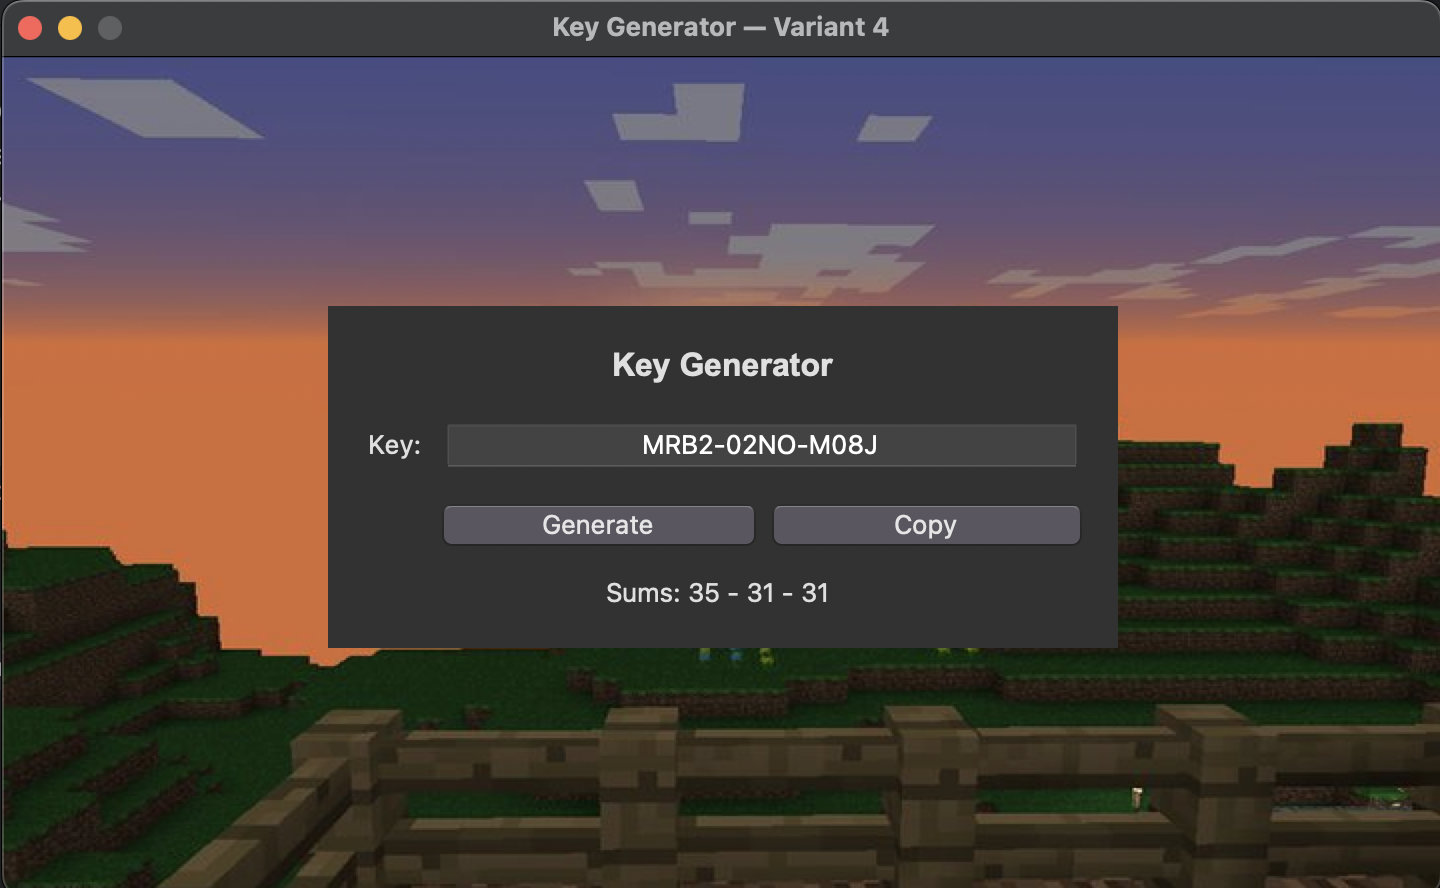 Key Generator — Variant 4
Key Generator
Key: MRB2-02NO-M08J
Generate Copy
Sums: 35 - 31 - 31